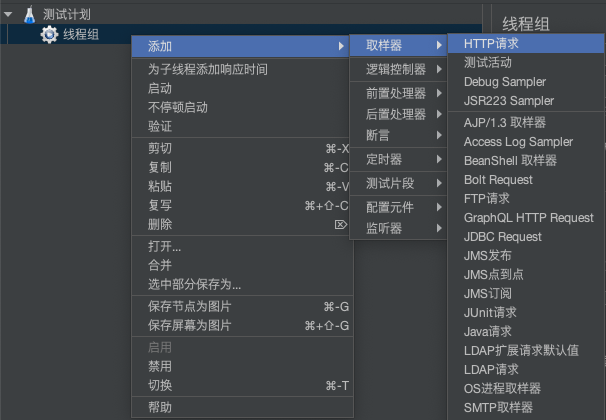 测试计划
线程组
线程组
添加
为子线程添加响应时间
启动
不停顿启动
验证
剪切 ⌘-X
复制 ⌘-C
粘贴 ⌘-V
复写 ⌘+⇧-C
删除 ⌦
打开...
合并
选中部分保存为...
保存节点为图片 ⌘-G
保存屏幕为图片 ⌘+⇧-G
启用
禁用
切换 ⌘-T
帮助
取样器
逻辑控制器
前置处理器
后置处理器
断言
定时器
测试片段
配置元件
监听器
HTTP请求
测试活动
Debug Sampler
JSR223 Sampler
AJP/1.3 取样器
Access Log Sampler
BeanShell 取样器
Bolt Request
FTP请求
GraphQL HTTP Request
JDBC Request
JMS发布
JMS点到点
JMS订阅
JUnit请求
Java请求
LDAP扩展请求默认值
LDAP请求
OS进程取样器
SMTP取样器